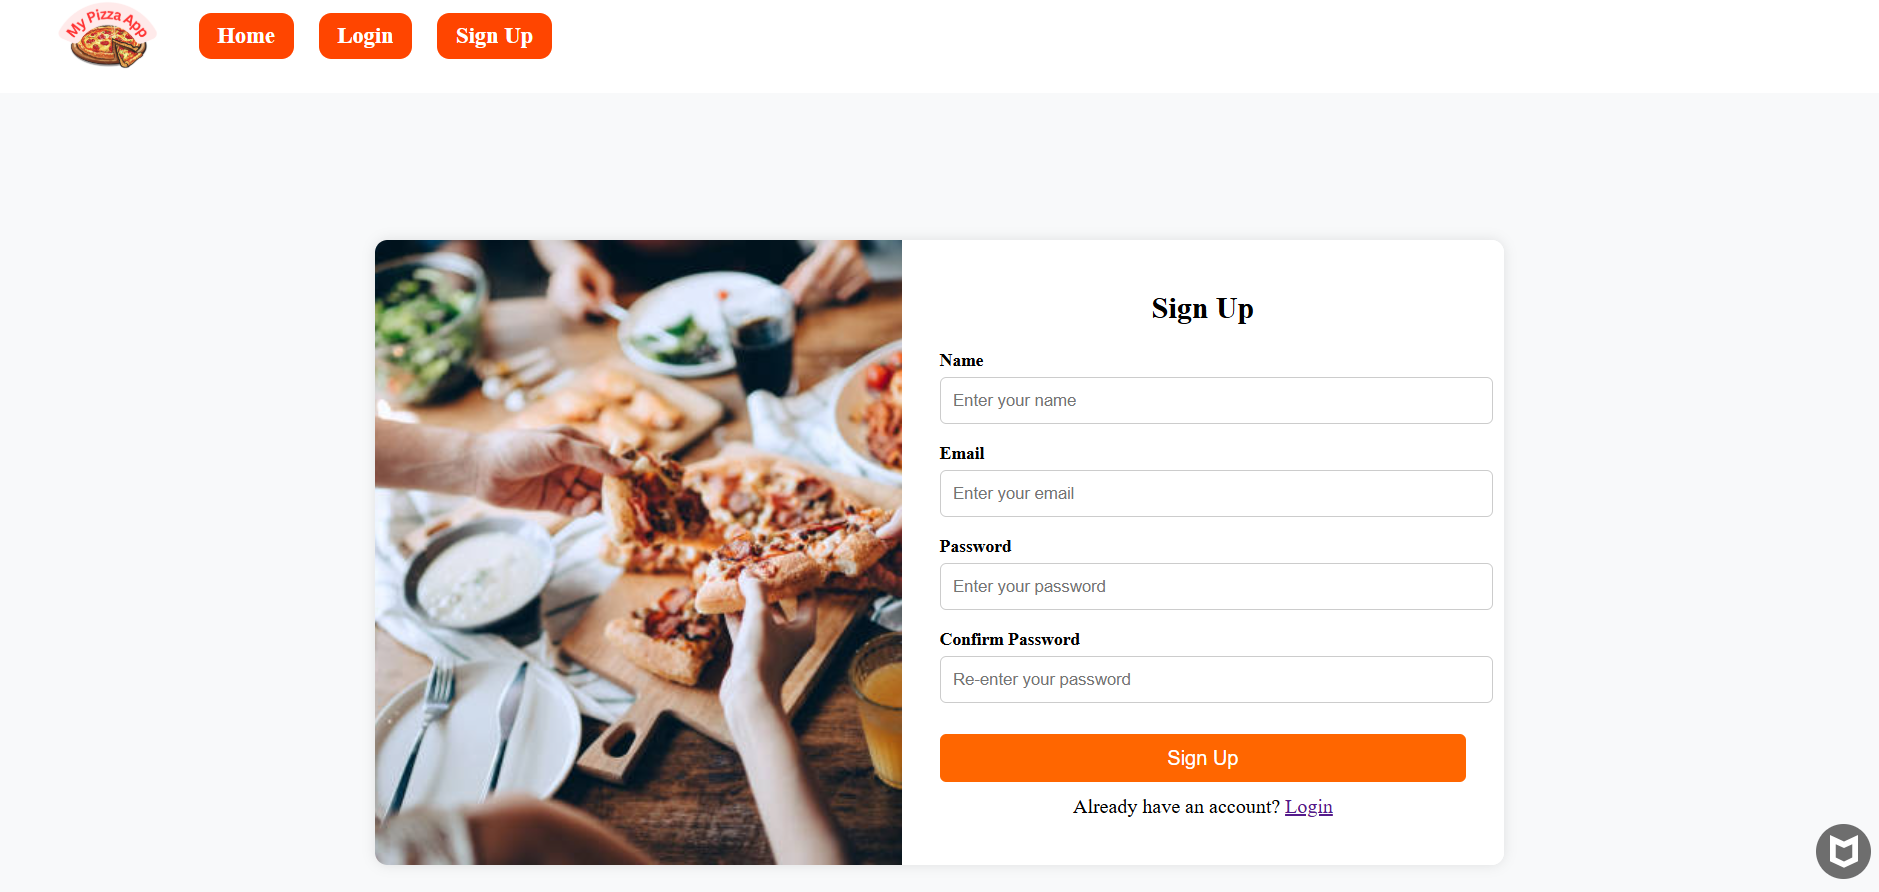 My Pizza App
Home
Login
Sign Up
Sign Up
Name
Enter your name
Email
Enter your email
Password
Enter your password
Confirm Password
Re-enter your password
Sign Up
Already have an account? Login